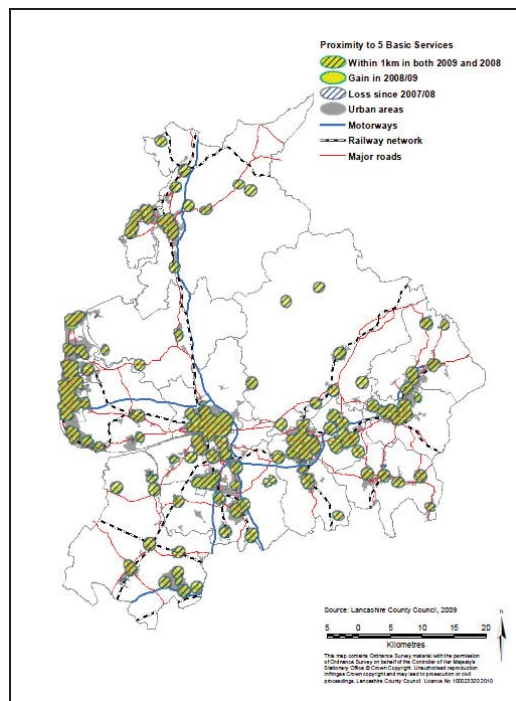 Proximity to 5 Basic Services
Within 1km in both 2009 and 2008
Gain in 2008/09
Loss since 2007/08
Urban areas
Motorways
Railway network
Major roads
Source: Lancashire County Council, 2009
N
5 0 5 10 15 20
Kilometres
This map contains Ordnance Survey material with the permission
of Ordnance Survey on behalf of the Controller of Her Majesty's
Stationary Office © Crown Copyright. Unauthorised reproduction
infringes Crown copyright and may lead to prosecution or civil
proceedings. Lancashire County Council Licence No 100023320 2010